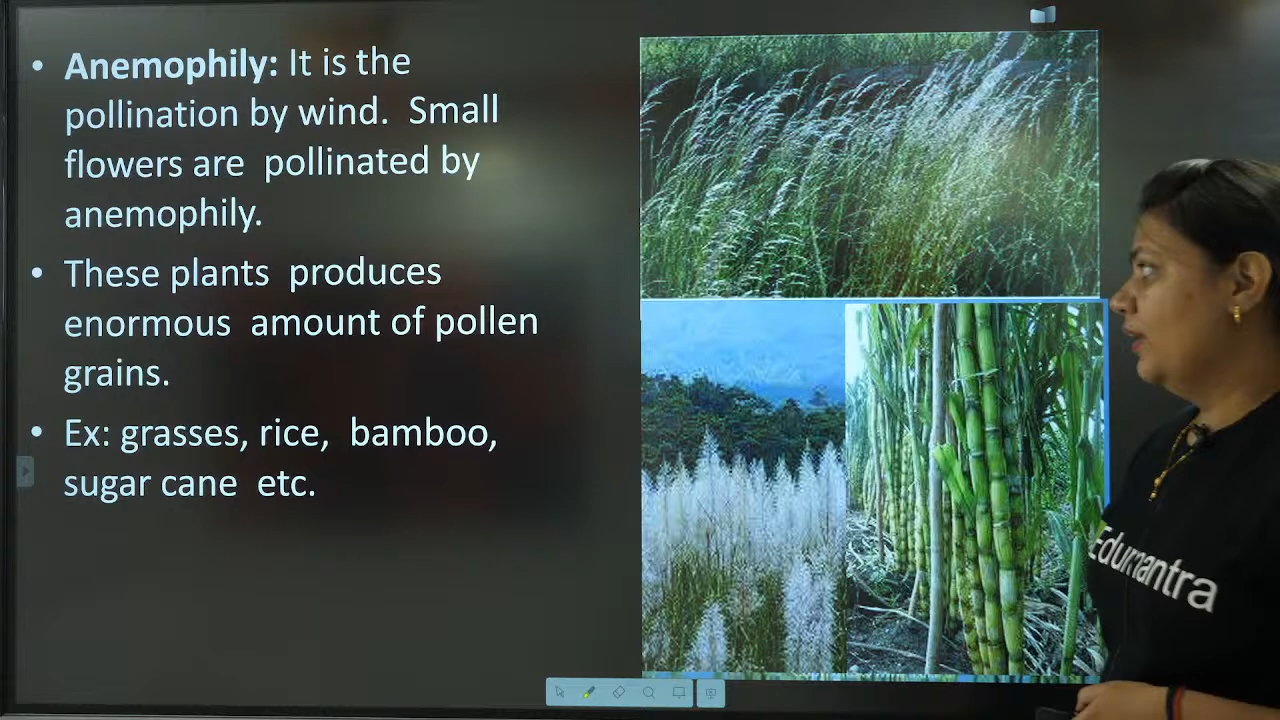 • Anemophily: It is the
pollination by wind. Small
flowers are pollinated by
anemophily.
• These plants produces
enormous amount of pollen
grains.
• Ex: grasses, rice, bamboo,
sugar cane etc.
Edumantra